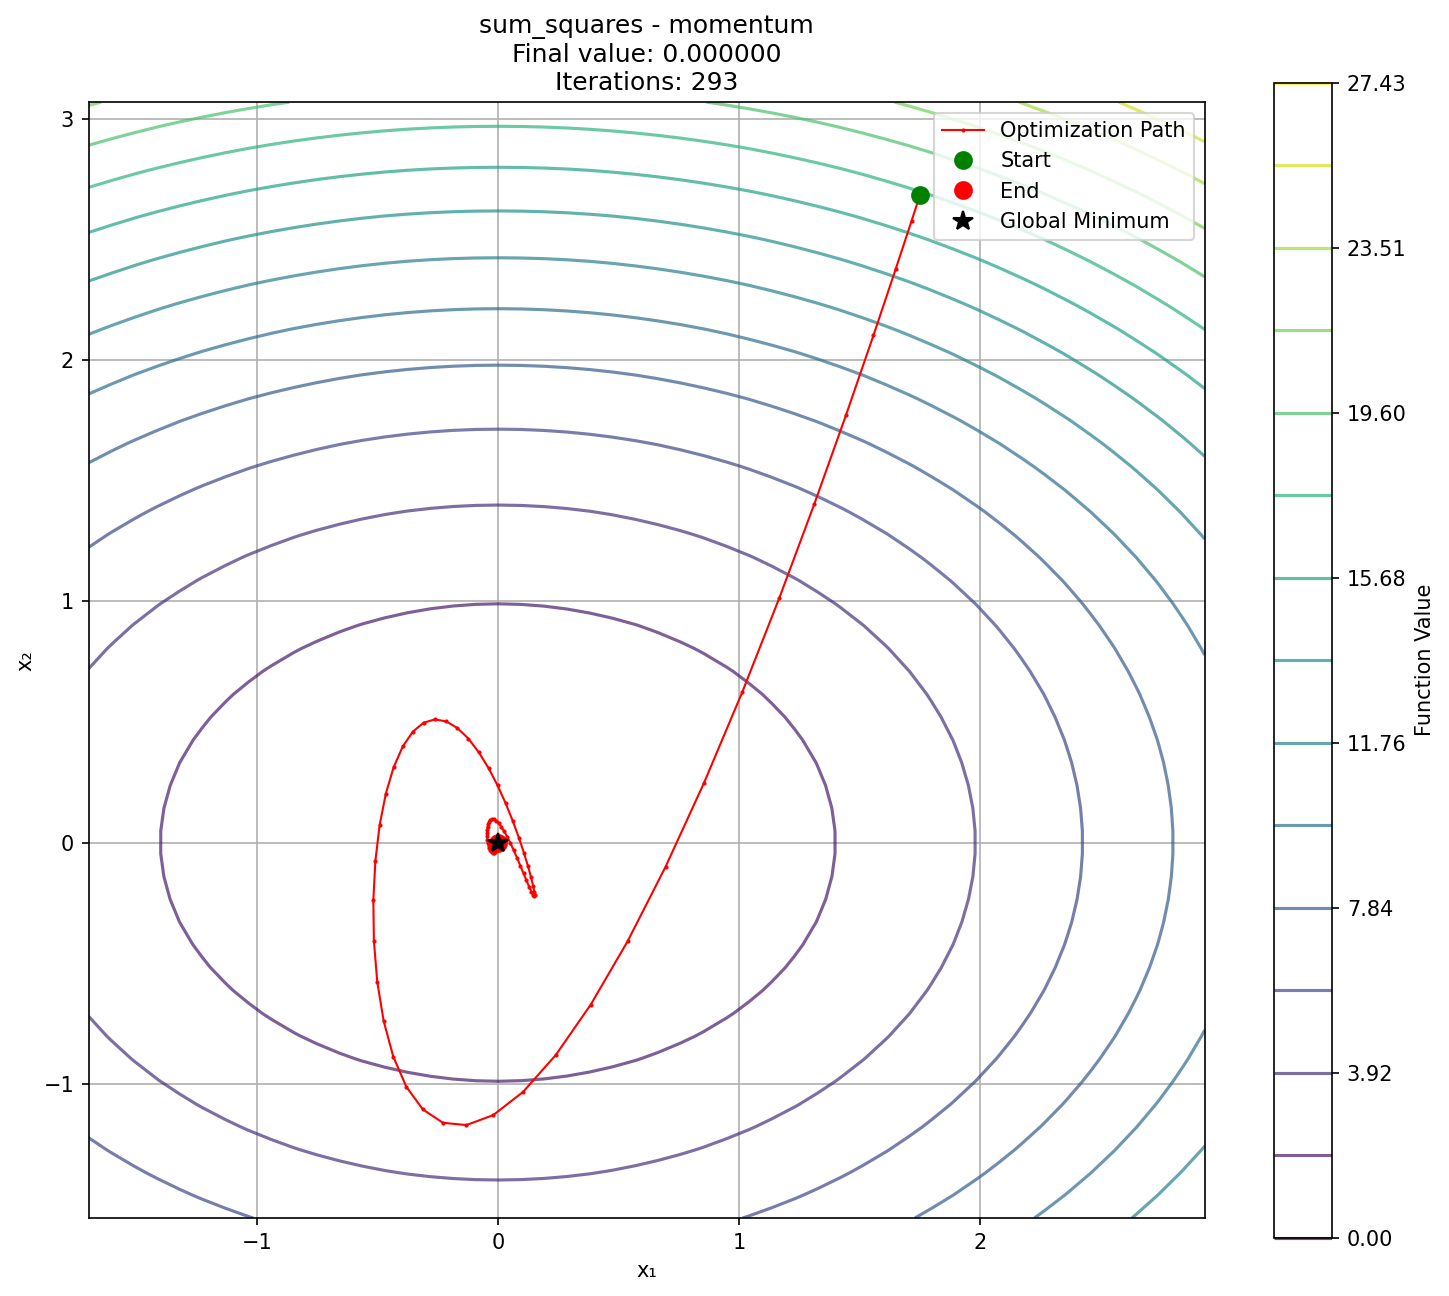 sum_squares - momentum
Final value: 0.000000
Iterations: 293
Optimization Path
Start
End
Global Minimum
3
2
1
0
−1
x₂
−1
0
1
2
x₁
27.43
23.51
19.60
15.68
11.76
7.84
3.92
0.00
Function Value